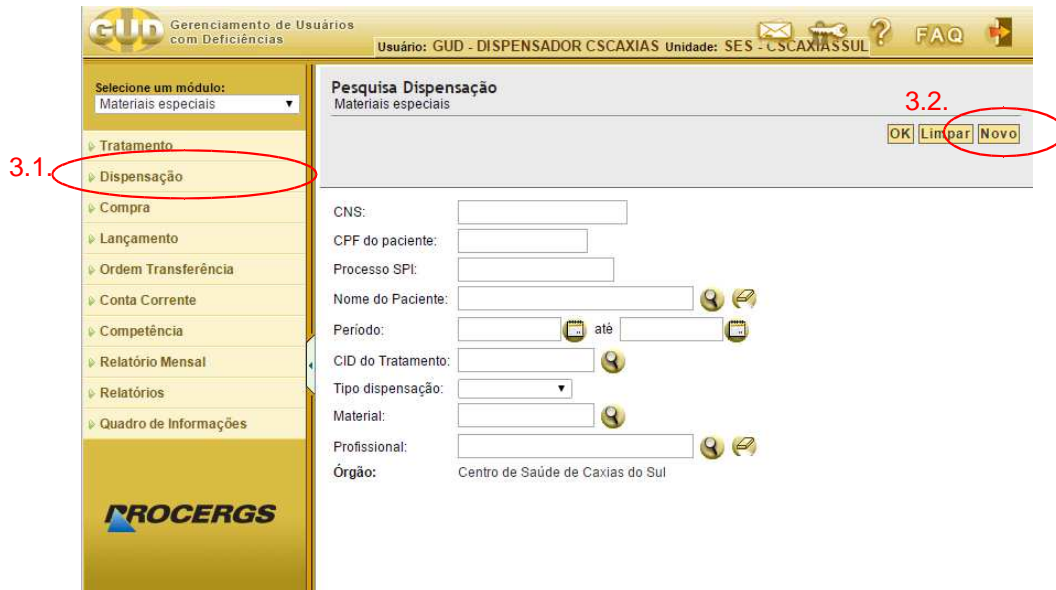 GUD Gerenciamento de Usuários
com Deficiências
FAQ
Usuário: GUD - DISPENSADOR CSCAXIAS Unidade: SES - CSCAXIASSUL
Selecione um módulo:
Materiais especiais
Tratamento
3.1. Dispensação
Compra
Lançamento
Ordem Transferência
Conta Corrente
Competência
Relatório Mensal
Relatórios
Quadro de Informações
PROCERGS
Pesquisa Dispensação
Materiais especiais
3.2.
OK Limpar Novo
CNS:
CPF do paciente:
Processo SPI:
Nome do Paciente:
Período: até
CID do Tratamento:
Tipo dispensação:
Material:
Profissional:
Órgão: Centro de Saúde de Caxias do Sul